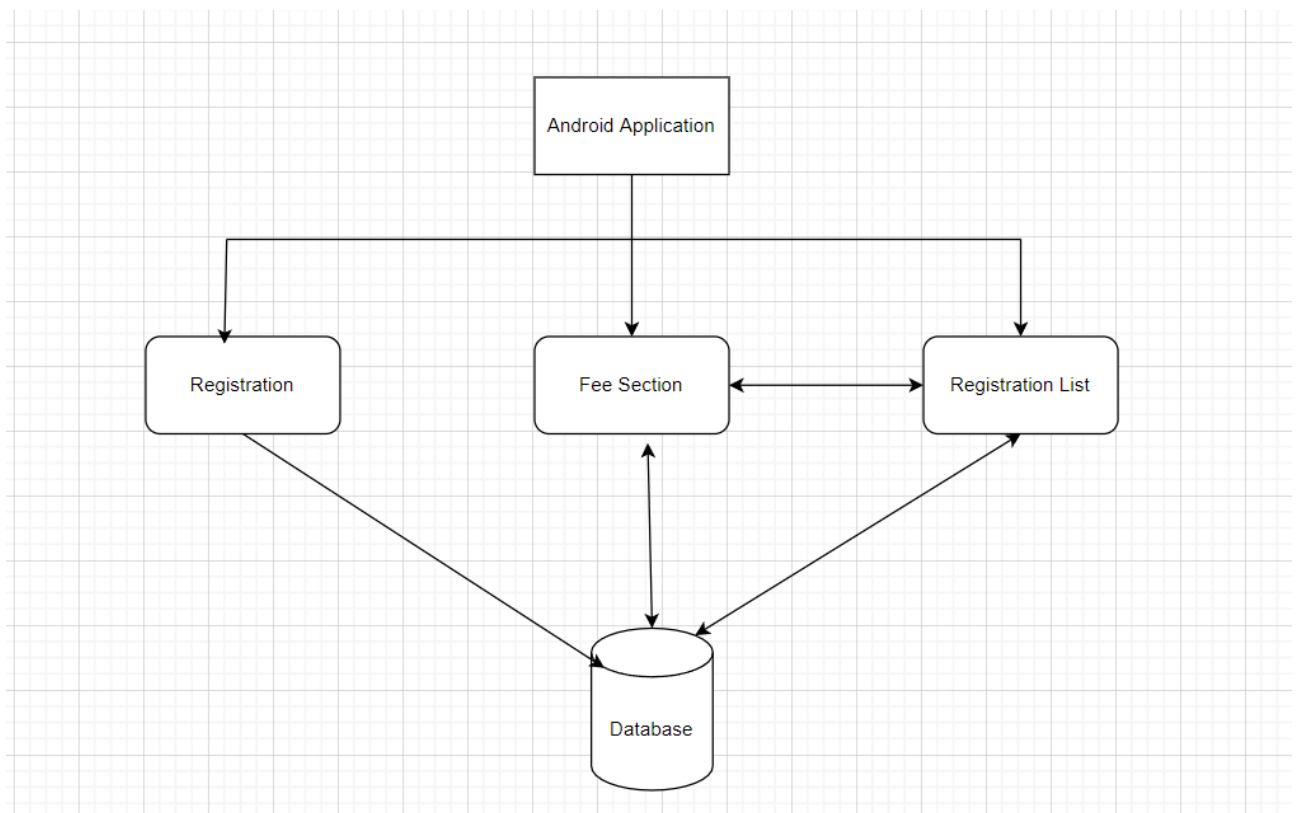 Android Application
Registration
Fee Section
Registration List
Database